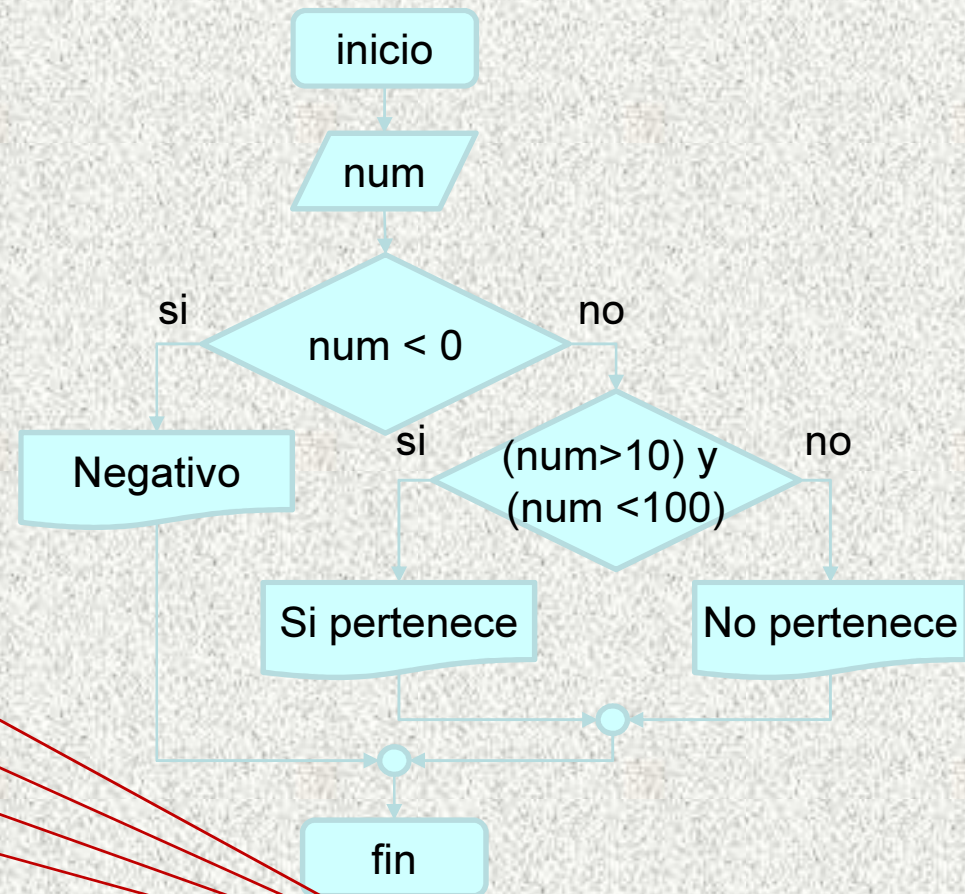 inicio
num
si
no
num < 0
Negativo
si
no
(num>10) y
(num <100)
Si pertenece
No pertenece
fin